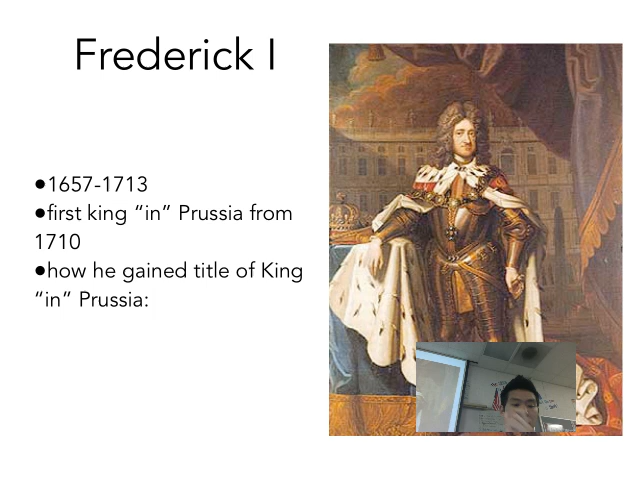 Frederick I
●1657-1713
●first king “in” Prussia from
1710
●how he gained title of King
“in” Prussia: